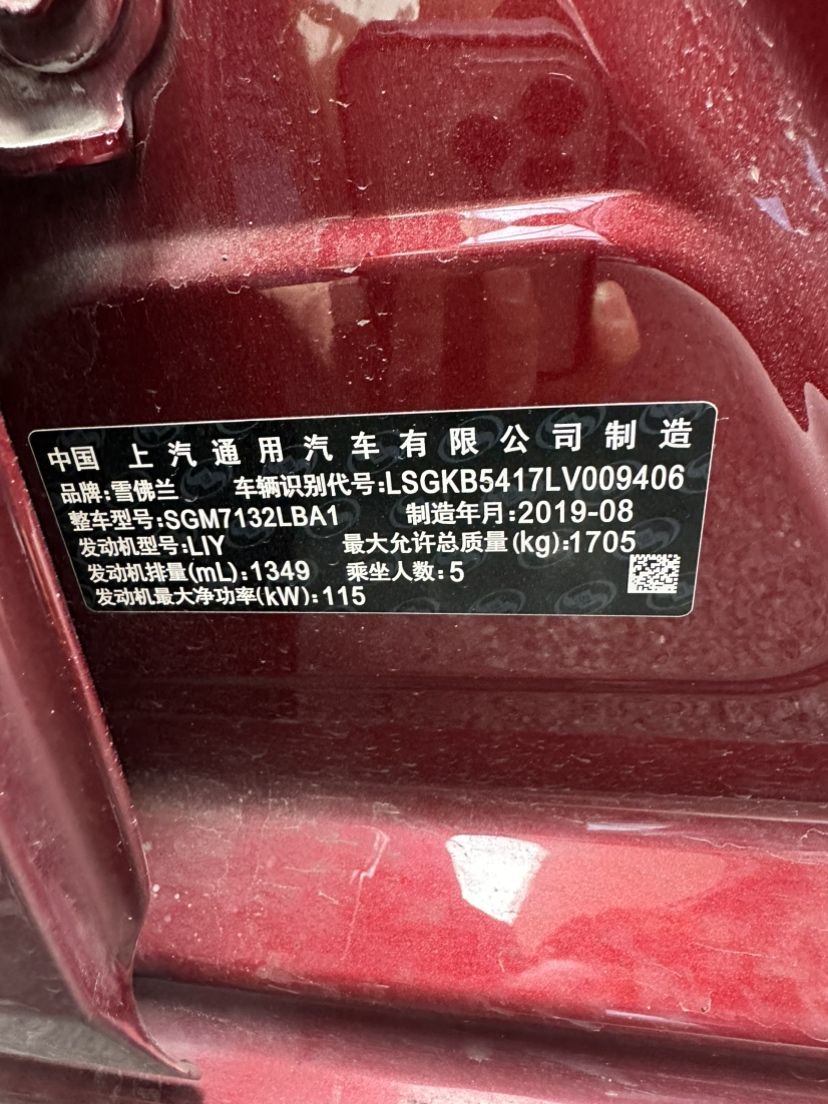 中国 上汽通用汽车有限公司制造
品牌:雪佛兰 车辆识别代号:LSGKB5417LV009406
整车型号:SGM7132LBA1 制造年月:2019-08
发动机型号:LIY 最大允许总质量(kg):1705
发动机排量(mL):1349 乘坐人数:5
发动机最大净功率(kW):115